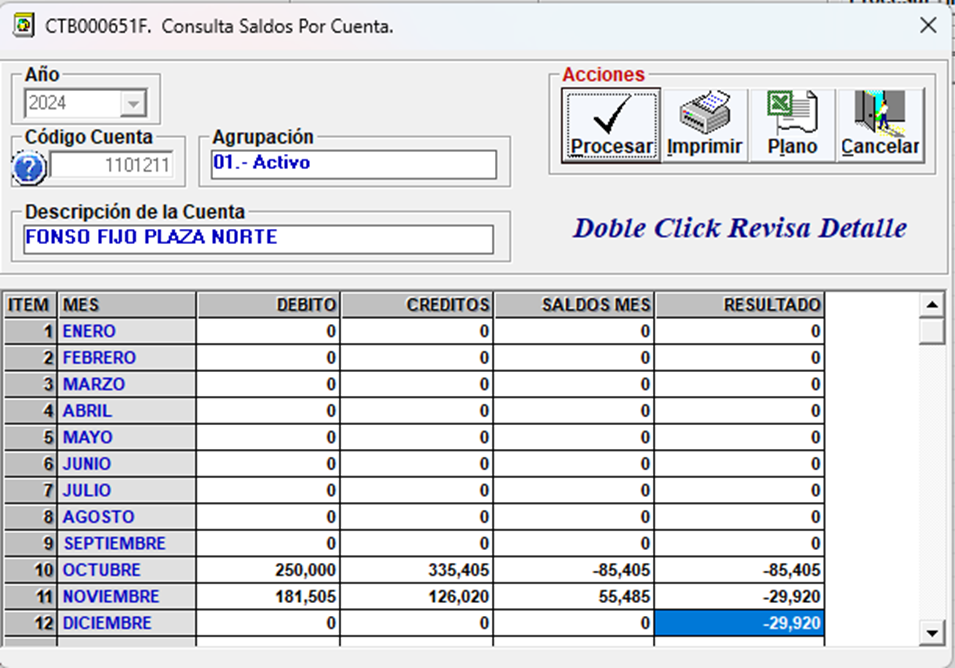 CTB000651F. Consulta Saldos Por Cuenta.
Año
2024
Código Cuenta
1101211
Agrupación
01.- Activo
Descripción de la Cuenta
FONSO FIJO PLAZA NORTE
Acciones
Procesar Imprimir Plano Cancelar
Doble Click Revisa Detalle
ITEM MES DEBITO CREDITOS SALDOS MES RESULTADO
1 ENERO 0 0 0 0
2 FEBRERO 0 0 0 0
3 MARZO 0 0 0 0
4 ABRIL 0 0 0 0
5 MAYO 0 0 0 0
6 JUNIO 0 0 0 0
7 JULIO 0 0 0 0
8 AGOSTO 0 0 0 0
9 SEPTIEMBRE 0 0 0 0
10 OCTUBRE 250,000 335,405 -85,405 -85,405
11 NOVIEMBRE 181,505 126,020 55,485 -29,920
12 DICIEMBRE 0 0 0 -29,920